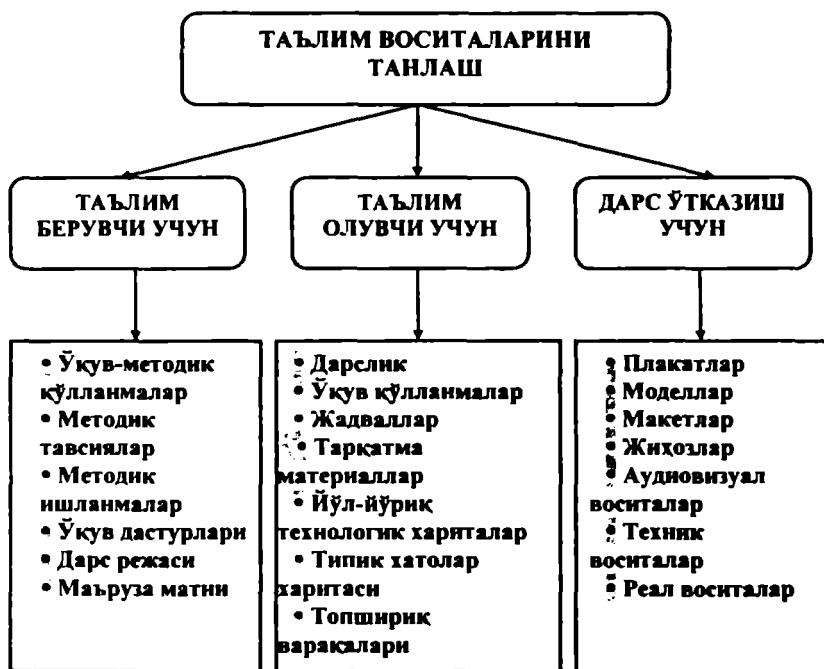 ТАЪЛИМ ВОСИТАЛАРИНИ
ТАНЛАШ
ТАЪЛИМ
БЕРУВЧИ УЧУН
ТАЪЛИМ
ОЛУВЧИ УЧУН
ДАРС ЎТКАЗИШ
УЧУН
• Ўқув-методик
қўлланмалар
• Методик
тавсиялар
• Методик
ишланмалар
• Ўқув дастурлари
• Дарс режаси
• Маъруза матни
• Дарслик
• Ўқув қўлланмалар
• Жадваллар
• Тарқатма
материаллар
• Йўл-йўриқ
технологик хариталар
• Типик хатолар
харитаси
• Топшириқ
варақалари
• Плакатлар
• Моделлар
• Макетлар
• Жиҳозлар
• Аудиовизуал
воситалар
• Техник
воситалар
• Реал воситалар